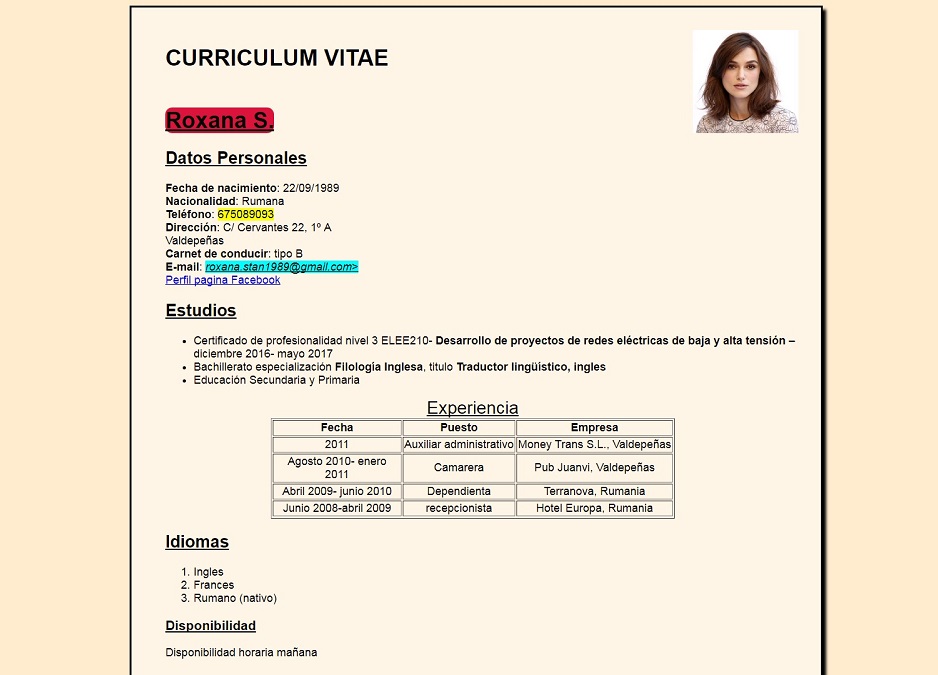 CURRICULUM VITAE
Roxana S.
Datos Personales
Fecha de nacimiento: 22/09/1989
Nacionalidad: Rumana
Teléfono: 675089093
Dirección: C/ Cervantes 22, 1º A
Valdepeñas
Carnet de conducir: tipo B
E-mail: roxana.stan1989@gmail.com>
Perfil pagina Facebook
Estudios
• Certificado de profesionalidad nivel 3 ELEE210- Desarrollo de proyectos de redes eléctricas de baja y alta tensión –
diciembre 2016- mayo 2017
• Bachillerato especialización Filología Inglesa, titulo Traductor lingüístico, ingles
• Educación Secundaria y Primaria
Experiencia
Fecha Puesto Empresa
2011 Auxiliar administrativo Money Trans S.L., Valdepeñas
Agosto 2010- enero
2011 Camarera Pub Juanvi, Valdepeñas
Abril 2009- junio 2010 Dependienta Terranova, Rumania
Junio 2008-abril 2009 recepcionista Hotel Europa, Rumania
Idiomas
1. Ingles
2. Frances
3. Rumano (nativo)
Disponibilidad
Disponibilidad horaria mañana